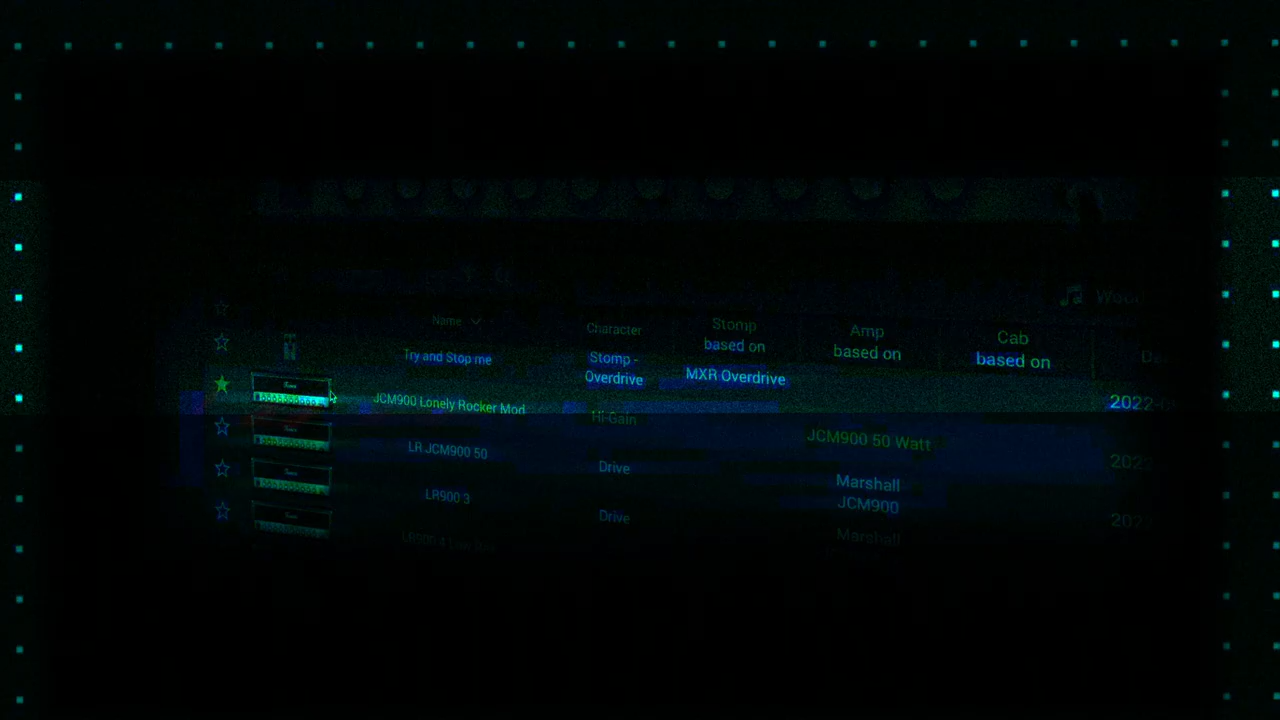 Name
Character
Stomp
based on
Amp
based on
Cab
based on
Try and Stop me
Stomp -
Overdrive
MXR Overdrive
JCM900 Lonely Rocker Mod
Hi-Gain
JCM900 50 Watt
LR JCM900 50
Drive
Marshall
JCM900
LR900 3
Drive
Marshall